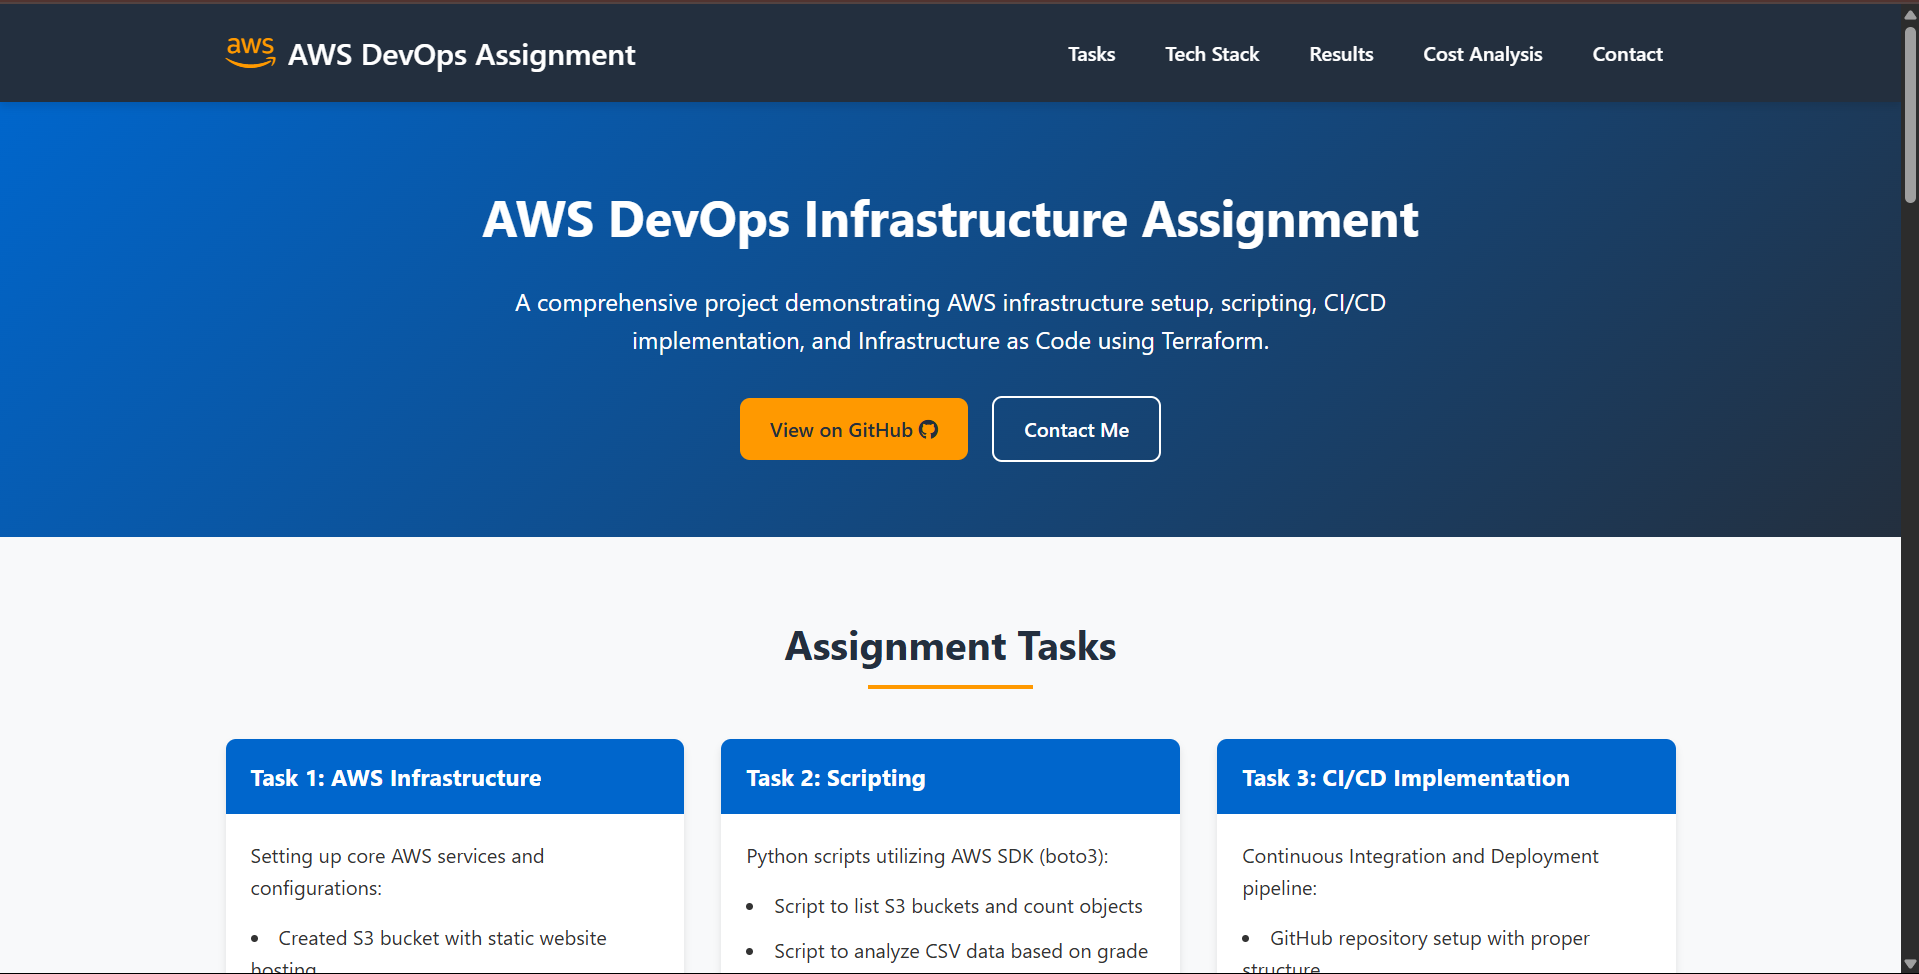 aws AWS DevOps Assignment
Tasks Tech Stack Results Cost Analysis Contact
AWS DevOps Infrastructure Assignment
A comprehensive project demonstrating AWS infrastructure setup, scripting, CI/CD
implementation, and Infrastructure as Code using Terraform.
View on GitHub
Contact Me
Assignment Tasks
Task 1: AWS Infrastructure
Setting up core AWS services and
configurations:
• Created S3 bucket with static website
hosting
Task 2: Scripting
Python scripts utilizing AWS SDK (boto3):
• Script to list S3 buckets and count objects
• Script to analyze CSV data based on grade
Task 3: CI/CD Implementation
Continuous Integration and Deployment
pipeline:
• GitHub repository setup with proper
structure